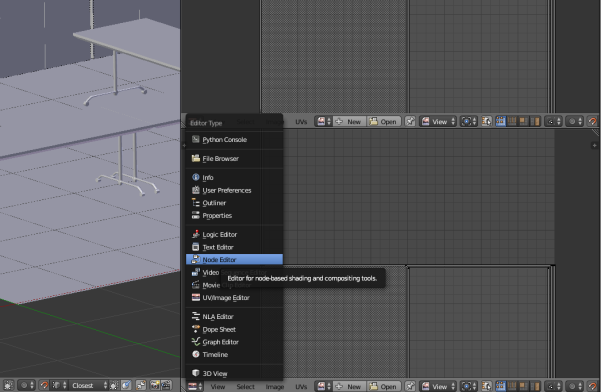 UVs New Open View
Editor Type
Python Console
File Browser
Info
User Preferences
Outliner
Properties
Logic Editor
Text Editor
Node Editor
Video
Editor for node-based shading and compositing tools.
Movie
UV/Image Editor
NLA Editor
Dope Sheet
Graph Editor
Timeline
3D View
Closest
View Select Image UVs New Open View